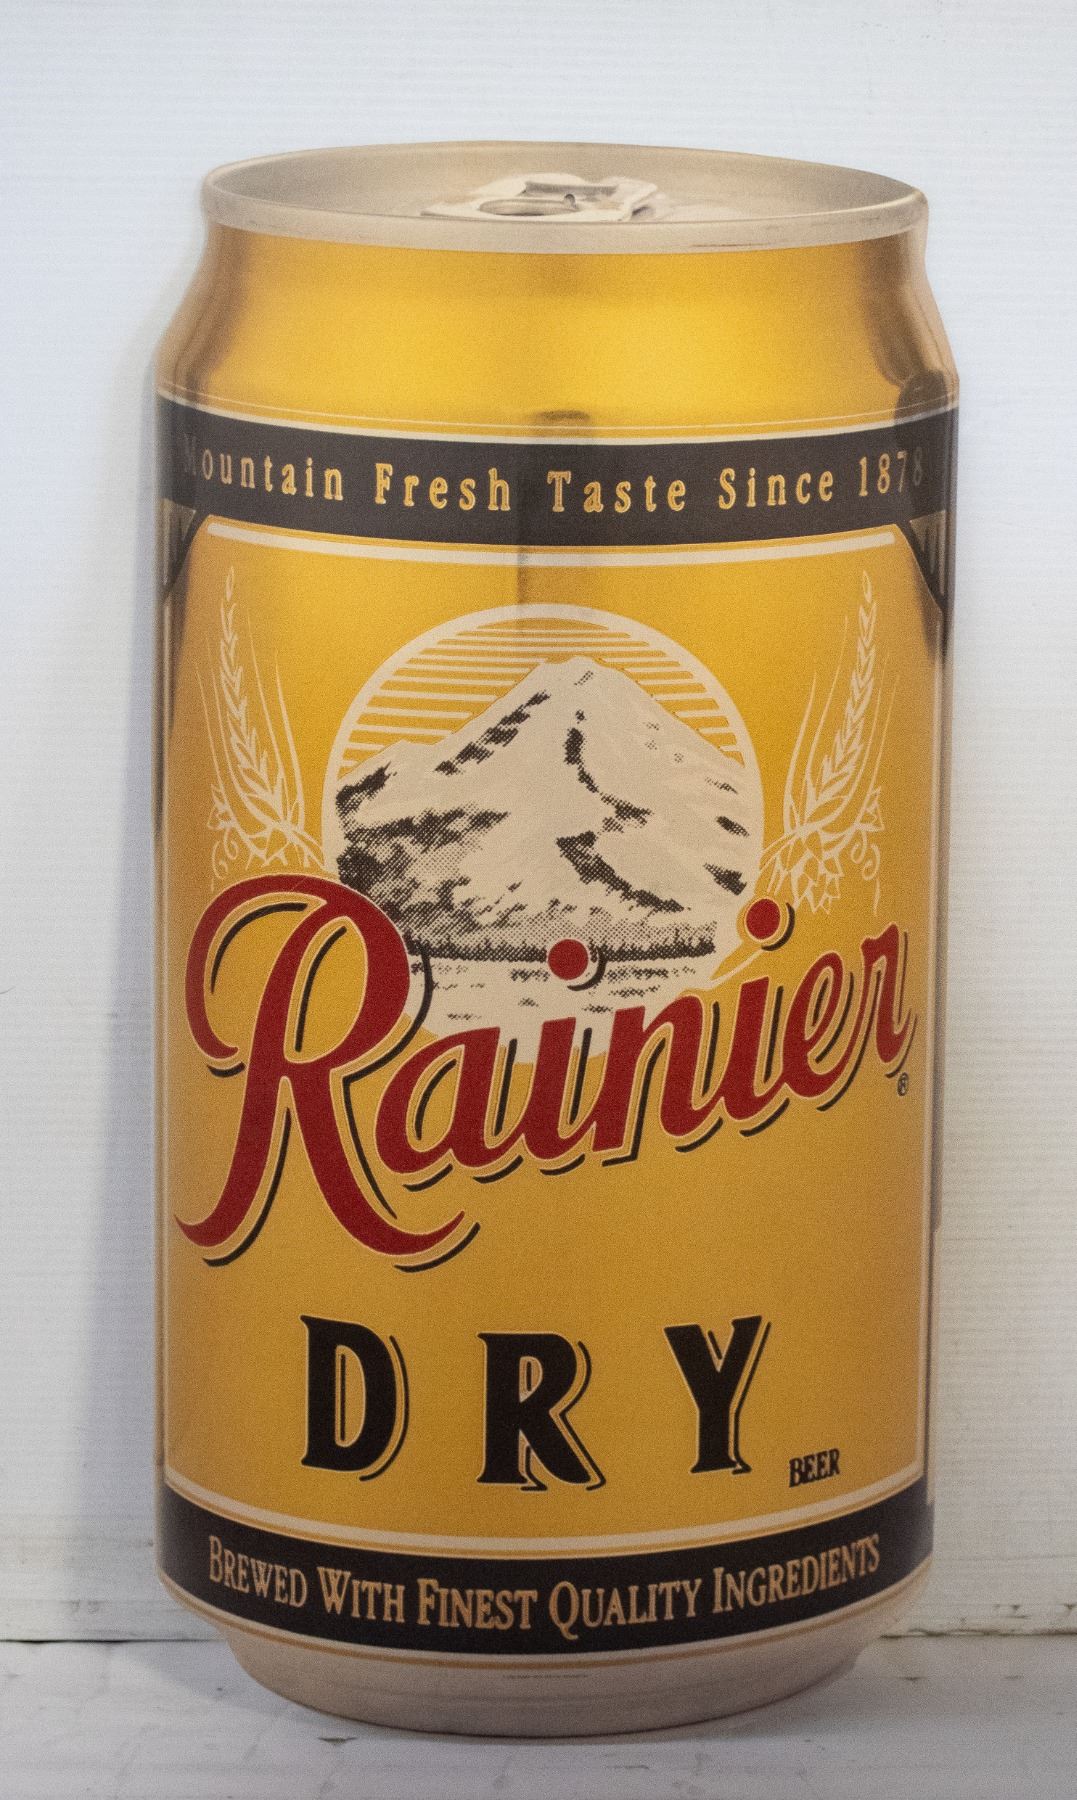 Mountain Fresh Taste Since 1878
Rainier®
DRY
BEER
BREWED WITH FINEST QUALITY INGREDIENTS